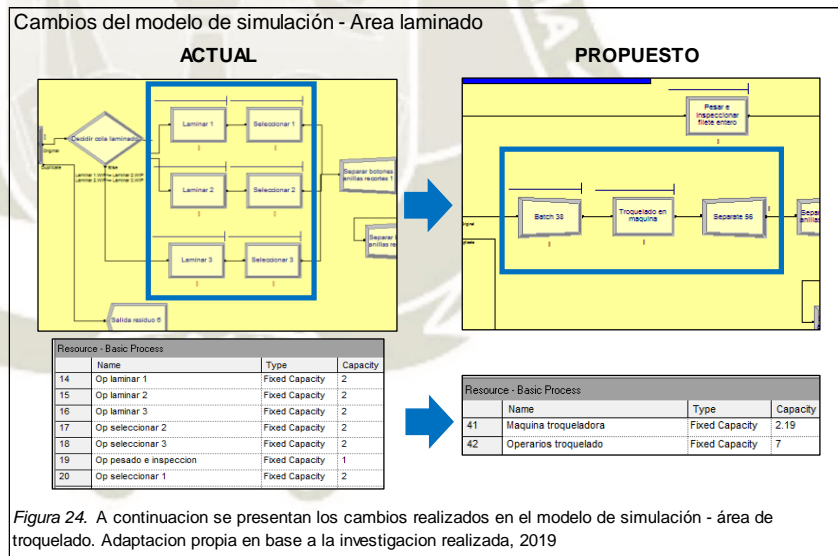 Cambios del modelo de simulación - Area laminado
ACTUAL
PROPUESTO
Original
Duplicate
Decidir cola laminado
Else
Laminar 1
Seleccionar 1
Laminar 2
Seleccionar 2
Laminar 3
Seleccionar 3
Separar botones
anillas recortes 1
Salida residuo 6
Pesar e
inspeccionar
filete entero
Batch 38
Troquelado en
maquina
Separate 56
Resource - Basic Process
Name Type Capacity
14 Op laminar 1 Fixed Capacity 2
15 Op laminar 2 Fixed Capacity 2
16 Op laminar 3 Fixed Capacity 2
17 Op seleccionar 2 Fixed Capacity 2
18 Op seleccionar 3 Fixed Capacity 2
19 Op pesado e inspeccion Fixed Capacity 1
20 Op seleccionar 1 Fixed Capacity 2
Resource - Basic Process
Name Type Capacity
41 Maquina troqueladora Fixed Capacity 2.19
42 Operarios troquelado Fixed Capacity 7
Figura 24. A continuacion se presentan los cambios realizados en el modelo de simulación - área de
troquelado. Adaptacion propia en base a la investigacion realizada, 2019